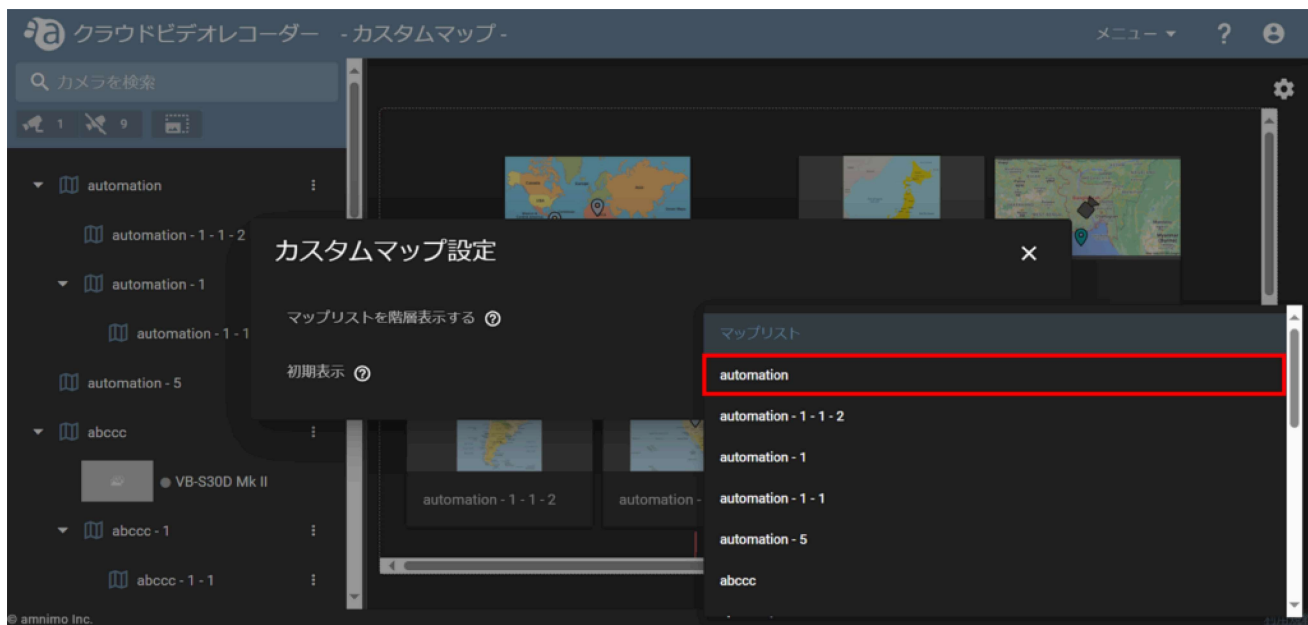 クラウドビデオレコーダー - カスタムマップ -
メニュー
?
カメラを検索
1
9
automation
automation - 1 - 1 - 2
automation - 1
automation - 1 - 1
automation - 5
abccc
VB-S30D Mk II
abccc - 1
abccc - 1 - 1
カスタムマップ設定
マップリストを階層表示する ?
初期表示 ?
マップリスト
automation
automation - 1 - 1 - 2
automation - 1
automation - 1 - 1
automation - 5
abccc
automation - 1 - 1 - 2
automation -
© amnimo Inc.